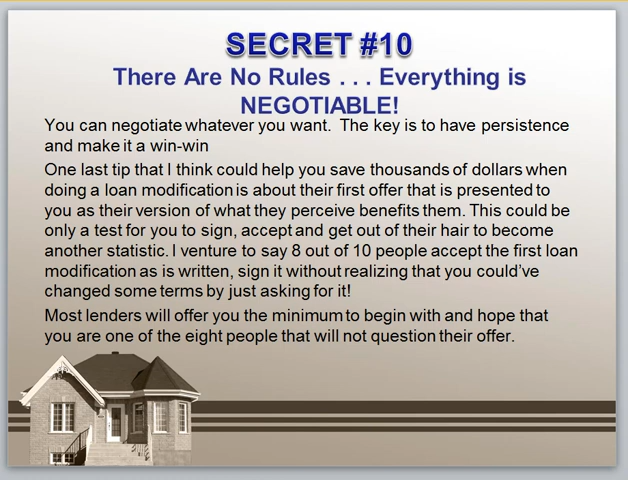 SECRET #10
There Are No Rules . . . Everything is
NEGOTIABLE!
You can negotiate whatever you want.  The key is to have persistence
and make it a win-win
One last tip that I think could help you save thousands of dollars when
doing a loan modification is about their first offer that is presented to
you as their version of what they perceive benefits them. This could be
only a test for you to sign, accept and get out of their hair to become
another statistic. I venture to say 8 out of 10 people accept the first loan
modification as is written, sign it without realizing that you could've
changed some terms by just asking for it!
Most lenders will offer you the minimum to begin with and hope that
you are one of the eight people that will not question their offer.